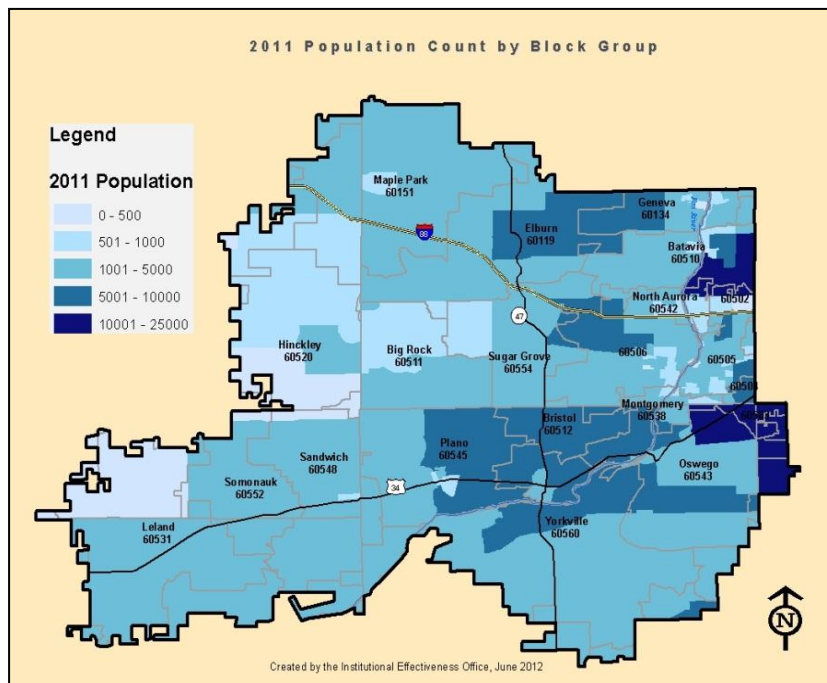 2011 Population Count by Block Group
Legend
2011 Population
0 - 500
501 - 1000
1001 - 5000
5001 - 10000
10001 - 25000
Maple Park
60151
Geneva
60134
Fox River
Elburn
60119
88
Batavia
60510
North Aurora
60542
60502
47
Hinckley
60520
Big Rock
60511
Sugar Grove
60554
60506
60505
Montgomery
60538
Bristol
60512
Plano
60545
Sandwich
60548
Somonauk
60552
34
Oswego
60543
Leland
60531
Yorkville
60560
N
Created by the Institutional Effectiveness Office, June 2012